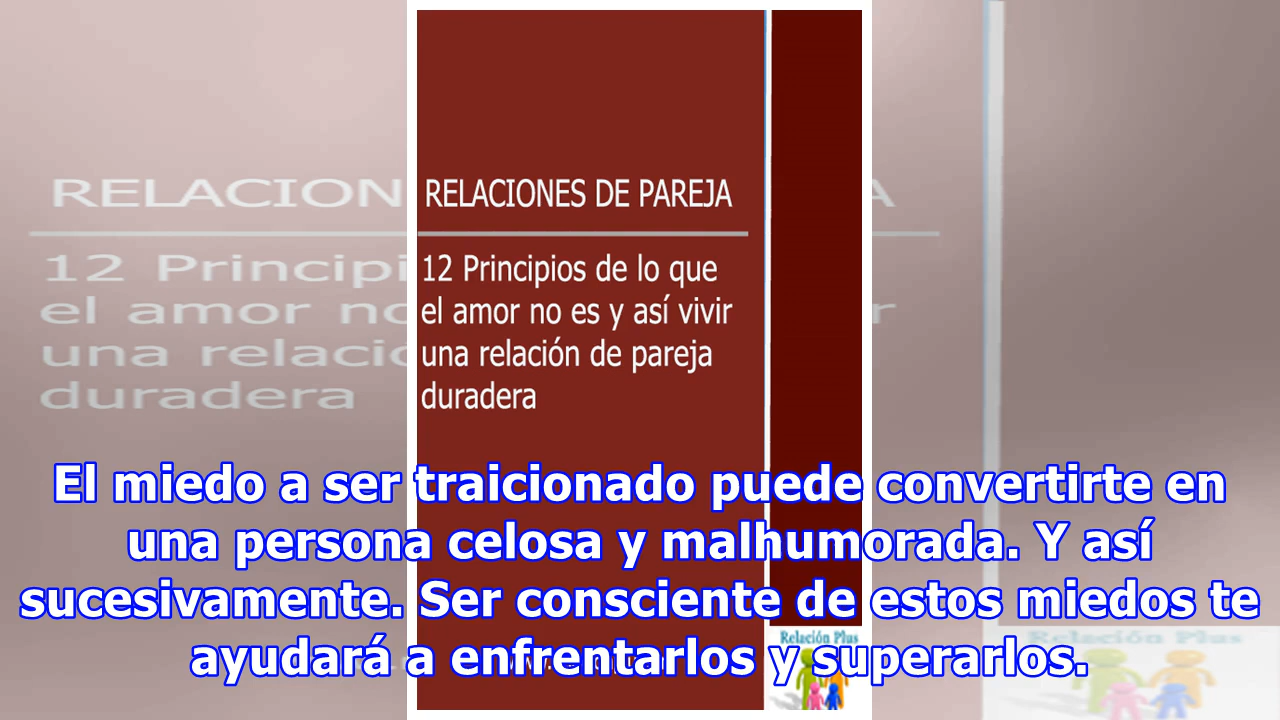 RELACIONES DE PAREJA
12 Principios de lo que
el amor no es y así vivir
una relación de pareja
duradera
El miedo a ser traicionado puede convertirte en
una persona celosa y malhumorada. Y así
sucesivamente. Ser consciente de estos miedos te
ayudará a enfrentarlos y superarlos.
Relación Plus